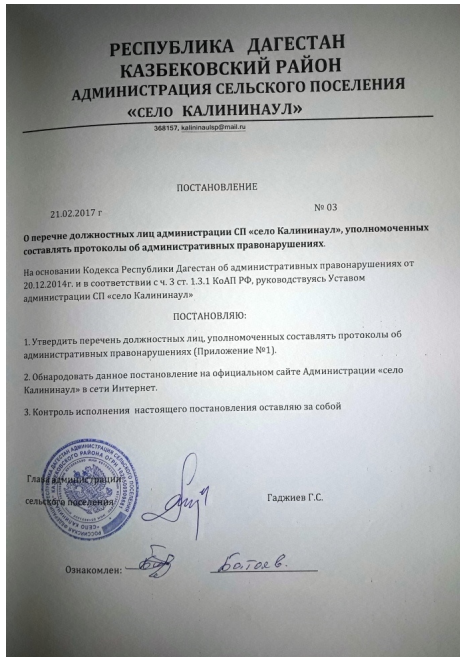 РЕСПУБЛИКА ДАГЕСТАН
КАЗБЕКОВСКИЙ РАЙОН
АДМИНИСТРАЦИЯ СЕЛЬСКОГО ПОСЕЛЕНИЯ
«СЕЛО КАЛИНИНАУЛ»
368157, kalininaulsp@mail.ru
ПОСТАНОВЛЕНИЕ
21.02.2017 г № 03
О перечне должностных лиц администрации СП «село Калининаул», уполномоченных
составлять протоколы об административных правонарушениях.
На основании Кодекса Республики Дагестан об административных правонарушениях от
20.12.2014г. и в соответствии с ч. 3 ст. 1.3.1 КоАП РФ, руководствуясь Уставом
администрации СП «село Калининаул»
ПОСТАНОВЛЯЮ:
1. Утвердить перечень должностных лиц, уполномоченных составлять протоколы об
административных правонарушениях (Приложение №1).
2. Обнародовать данное постановление на официальном сайте Администрации «село
Калининаул» в сети Интернет.
3. Контроль исполнения настоящего постановления оставляю за собой
Глава администрации
сельского поселения Гаджиев Г.С.
Ознакомлен: Батаев.